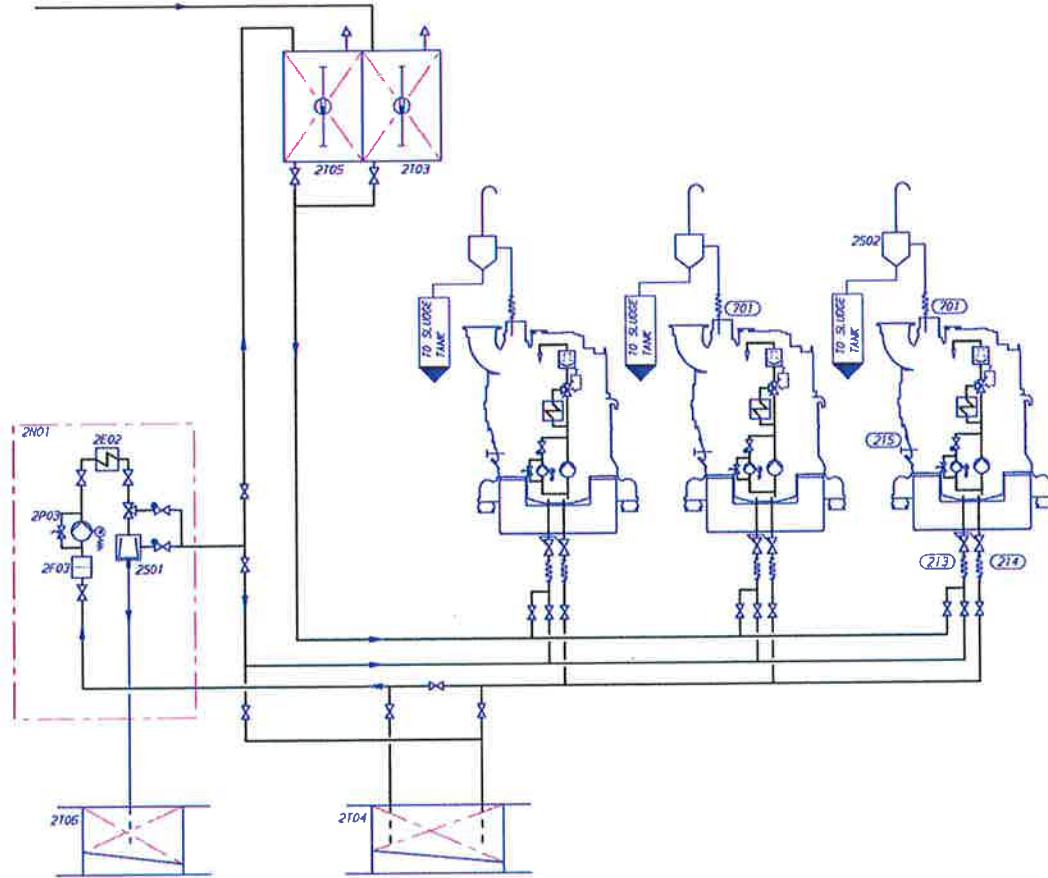 2T05
2T03
2S02
TO SLUDGE
TANK
TO SLUDGE
TANK
TO SLUDGE
TANK
701
701
2N01
2E02
215
2P03
2F03
2S01
213
214
2T06
2T04